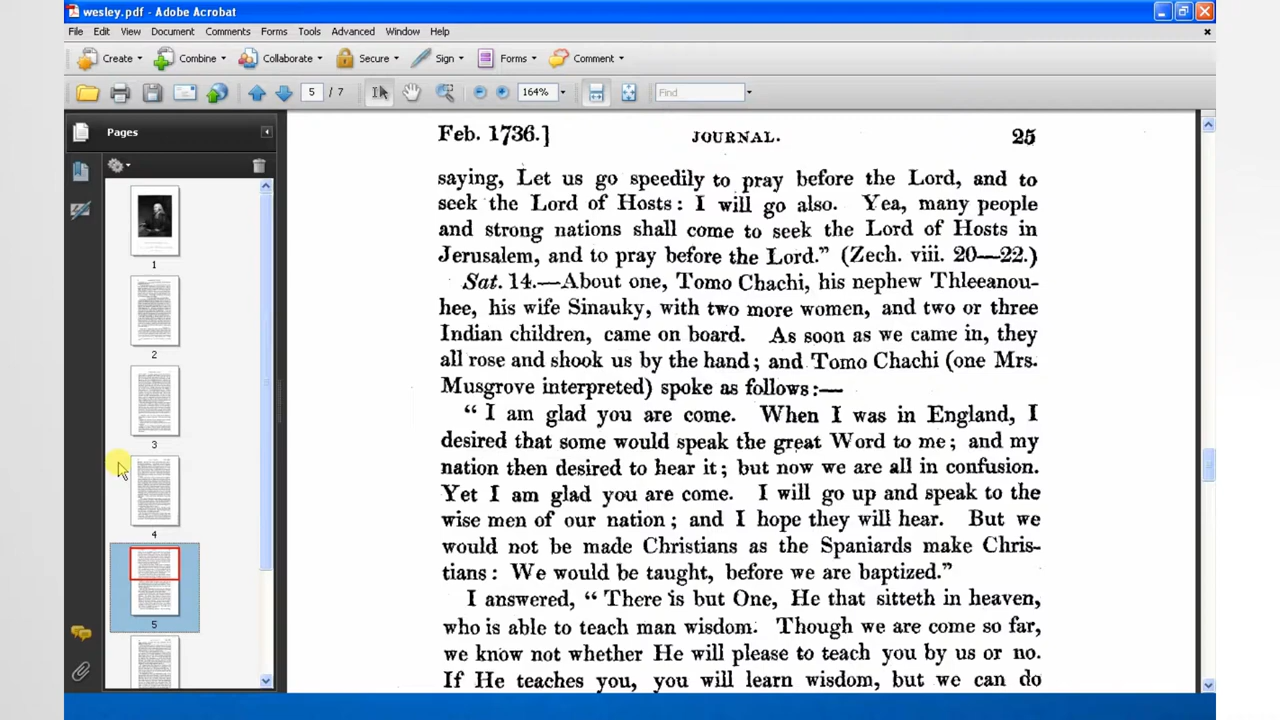 wesley.pdf - Adobe Acrobat
File Edit View Document Comments Forms Tools Advanced Window Help
Create Combine Collaborate Secure Sign Forms Comment
5 / 7 164% Find
Pages
1
2
3
4
5
Feb. 1736.] JOURNAL. 25
saying, Let us go speedily to pray before the Lord, and to
seek the Lord of Hosts: I will go also. Yea, many people
and strong nations shall come to seek the Lord of Hosts in
Jerusalem, and to pray before the Lord." (Zech. viii. 20—22.)
Sat. 14.—About one, Tomo Chachi, his nephew Thleeanou-
hee, his wife Sinauky, with two more women, and two or three
Indian children, came on board. As soon as we came in, they
all rose and shook us by the hand; and Tomo Chachi (one Mrs.
Musgrove interpreted) spoke as follows:—
" I am glad you are come. When I was in England, I
desired that some would speak the great Word to me; and my
nation then desired to hear it; but now we are all in confusion.
Yet I am glad you are come. I will go up and speak to the
wise men of our nation; and I hope they will hear. But we
would not be made Christians as the Spaniards make Chris-
tians: We would be taught, before we are baptized."
I answered, " There is but One, He that sitteth in heaven,
who is able to teach man wisdom. Though we are come so far,
we know not whether He will please to teach you by us or no.
If He teaches you, you will learn wisdom, but we can do